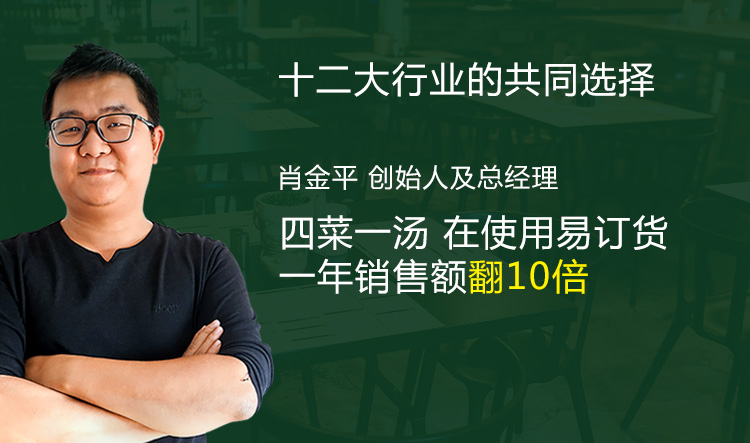 十二大行业的共同选择
肖金平 创始人及总经理
四菜一汤 在使用易订货
一年销售额翻10倍